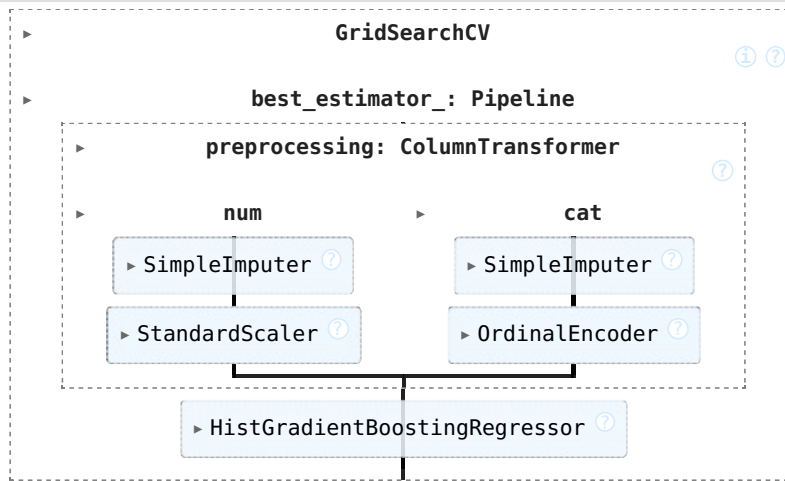 ▸ GridSearchCV
i ?
▸ best_estimator_: Pipeline
▸ preprocessing: ColumnTransformer
?
▸ num ▸ cat
▸ SimpleImputer ? ▸ SimpleImputer ?
▸ StandardScaler ? ▸ OrdinalEncoder ?
▸ HistGradientBoostingRegressor ?